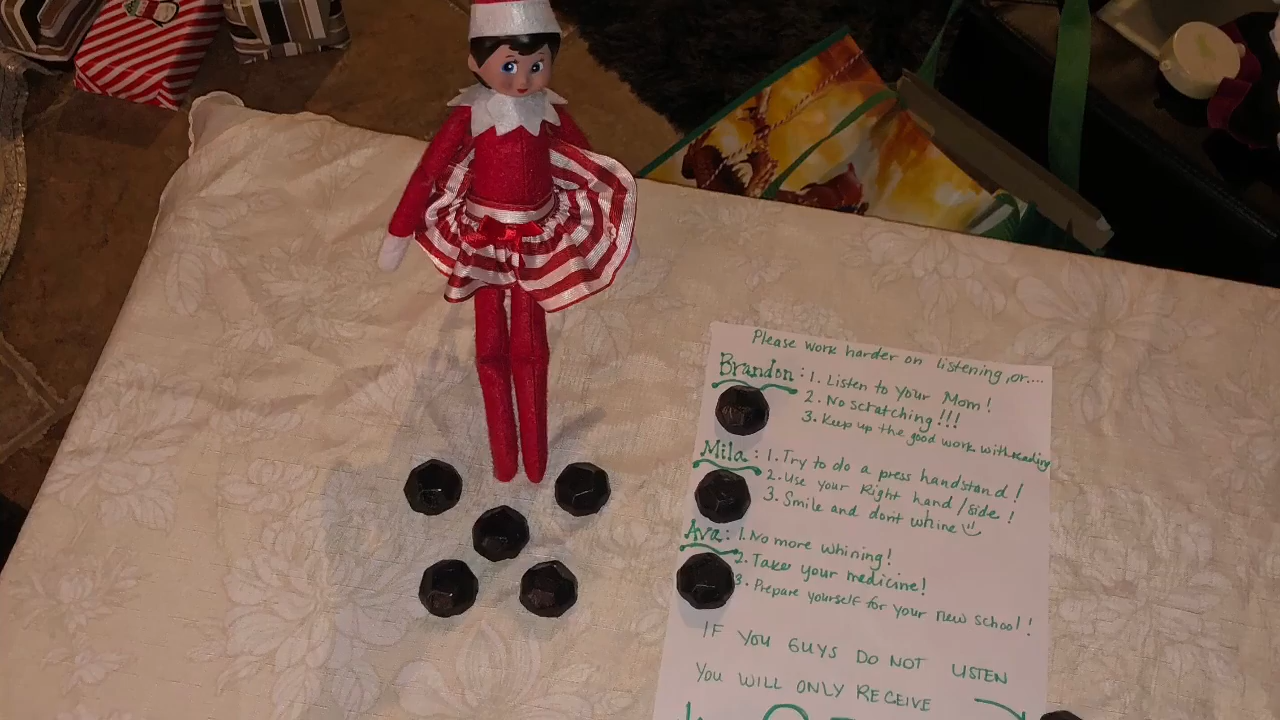 Please work harder on listening, or....
Brandon: 1. Listen to your Mom!
2. No scratching!!!
3. Keep up the good work with reading
Mila: 1. Try to do a press handstand!
2. Use your Right hand/side!
3. Smile and dont whine
Ava: 1. No more whining!
2. Take your medicine!
3. Prepare yourself for your new school!
IF YOU GUYS DO NOT LISTEN
YOU WILL ONLY RECEIVE